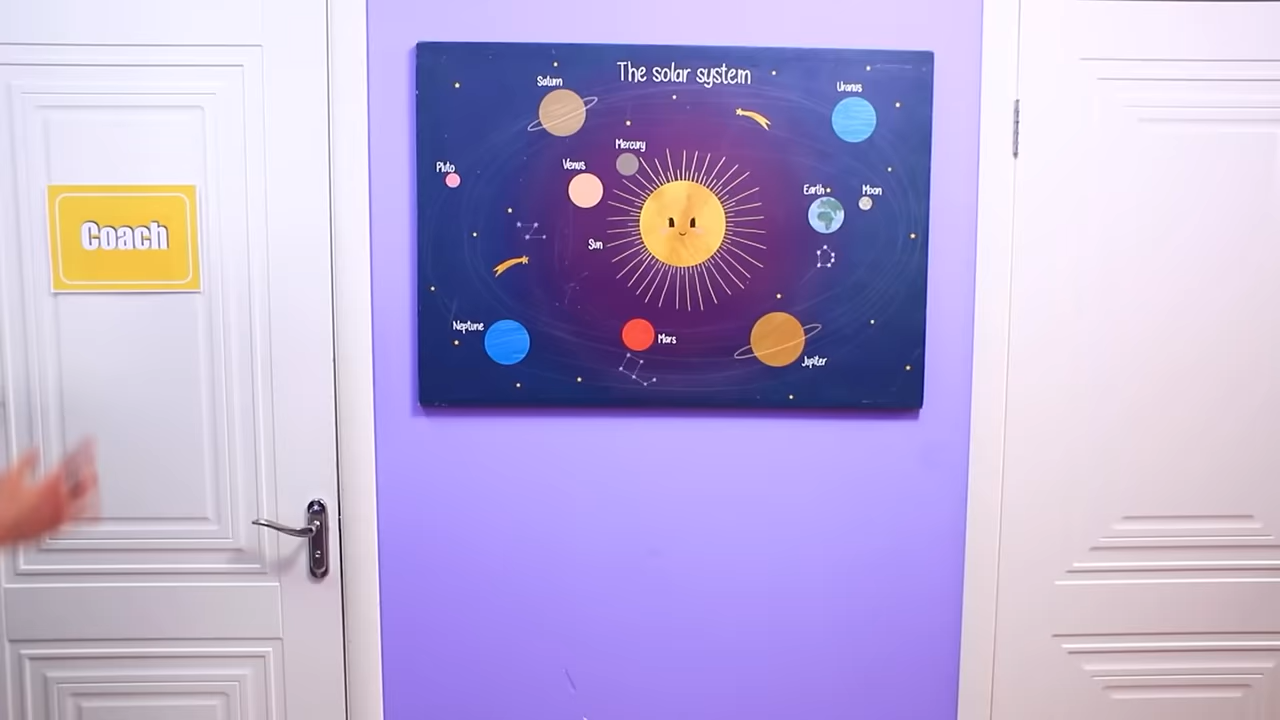 Coach
The solar system
Saturn
Uranus
Mercury
Venus
Pluto
Earth
Moon
Sun
Neptune
Mars
Jupiter